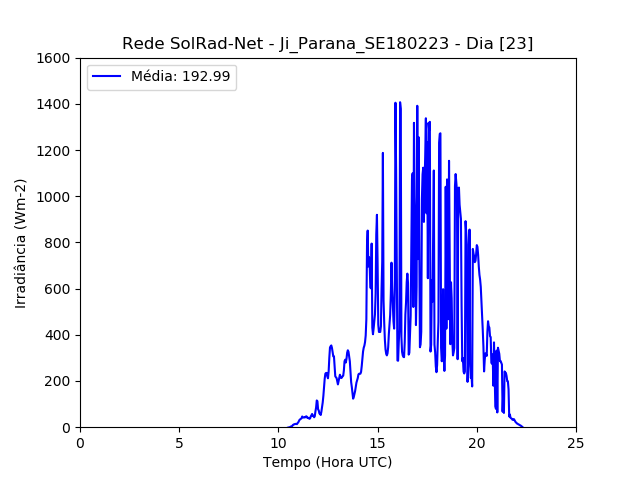 Rede SolRad-Net - Ji_Parana_SE180223 - Dia [23]
Média: 192.99
1600
1400
1200
1000
800
600
400
200
0
Irradiância (Wm-2)
0 5 10 15 20 25
Tempo (Hora UTC)